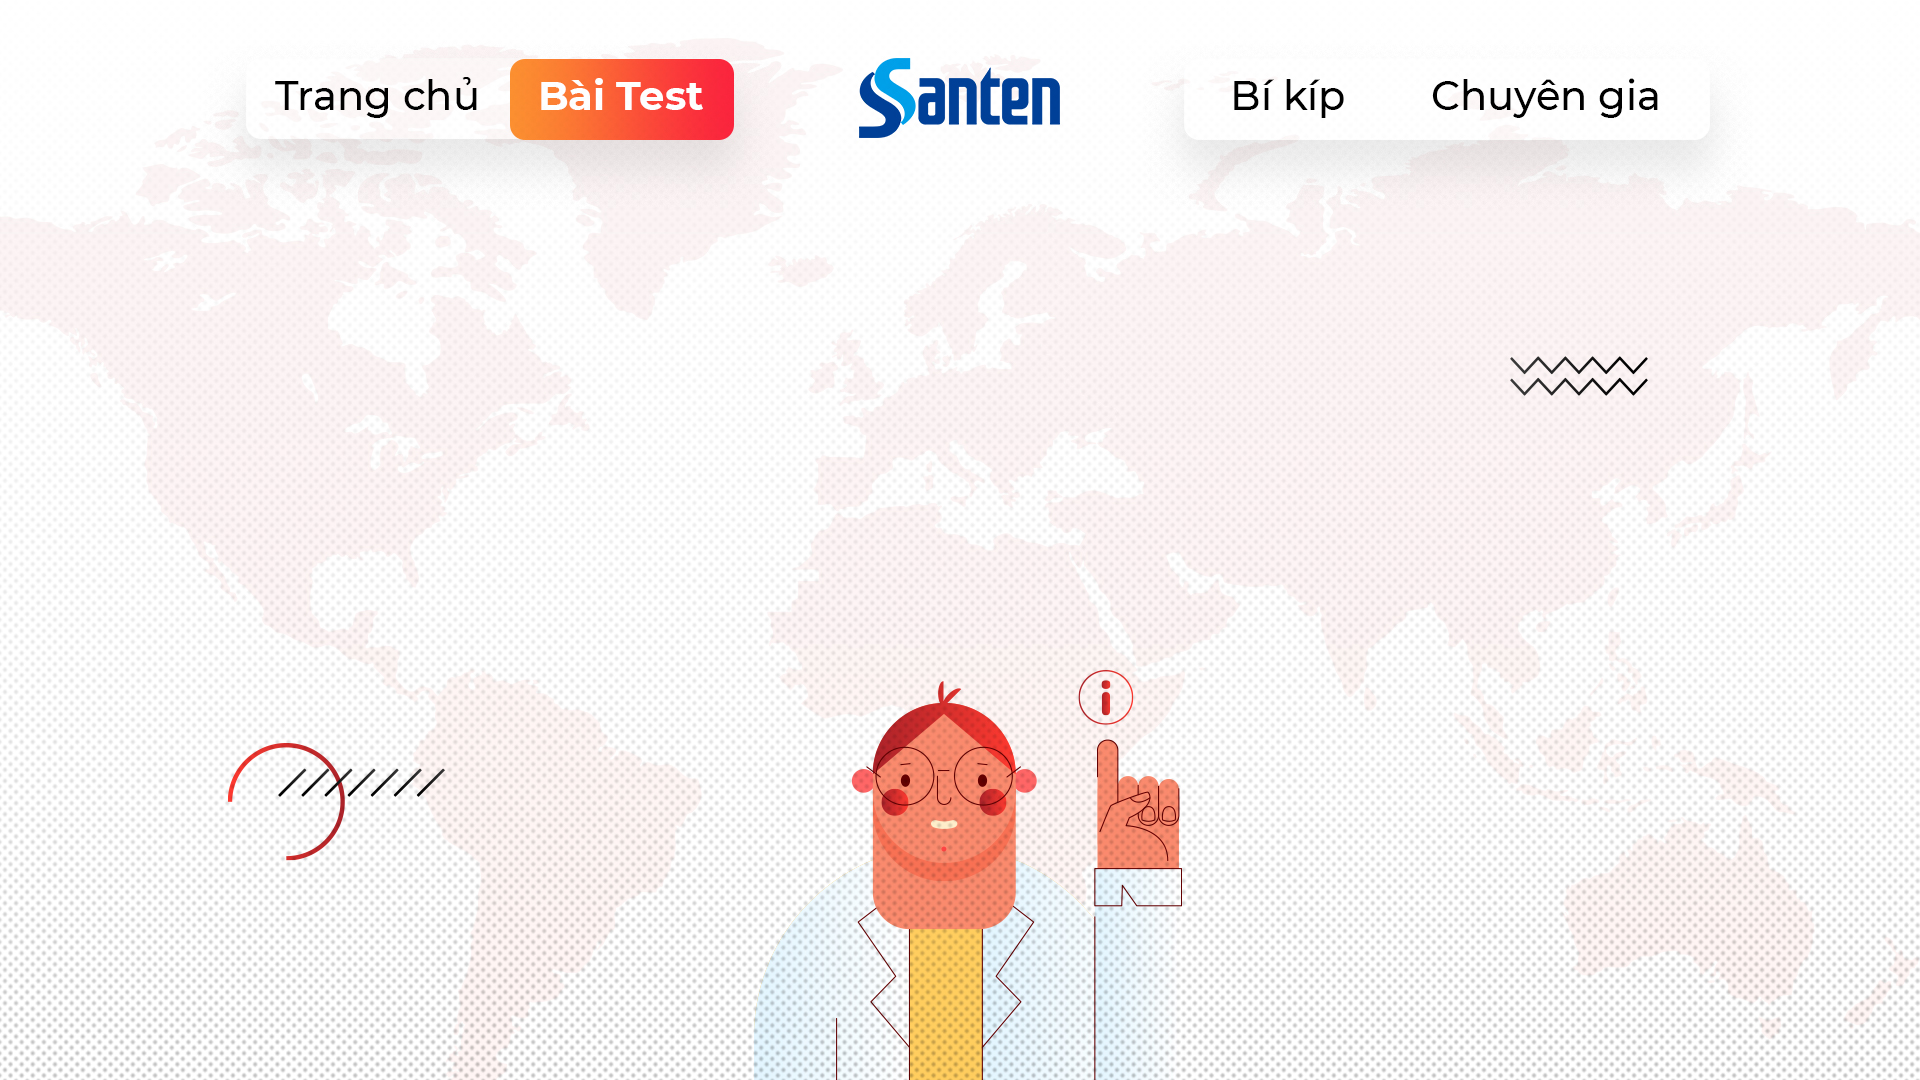 Trang chủ
Bài Test
Santen
Bí kíp
Chuyên gia
i